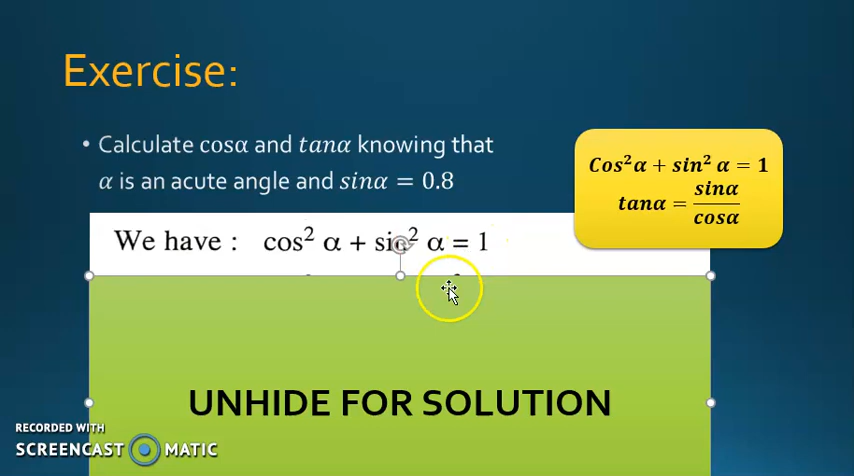 Exercise:
• Calculate cosα and tanα knowing that
α is an acute angle and sinα = 0.8
Cos²α + sin² α = 1
tanα = sinα/cosα
We have : cos² α + sin² α = 1
UNHIDE FOR SOLUTION
RECORDED WITH
SCREENCAST MATIC